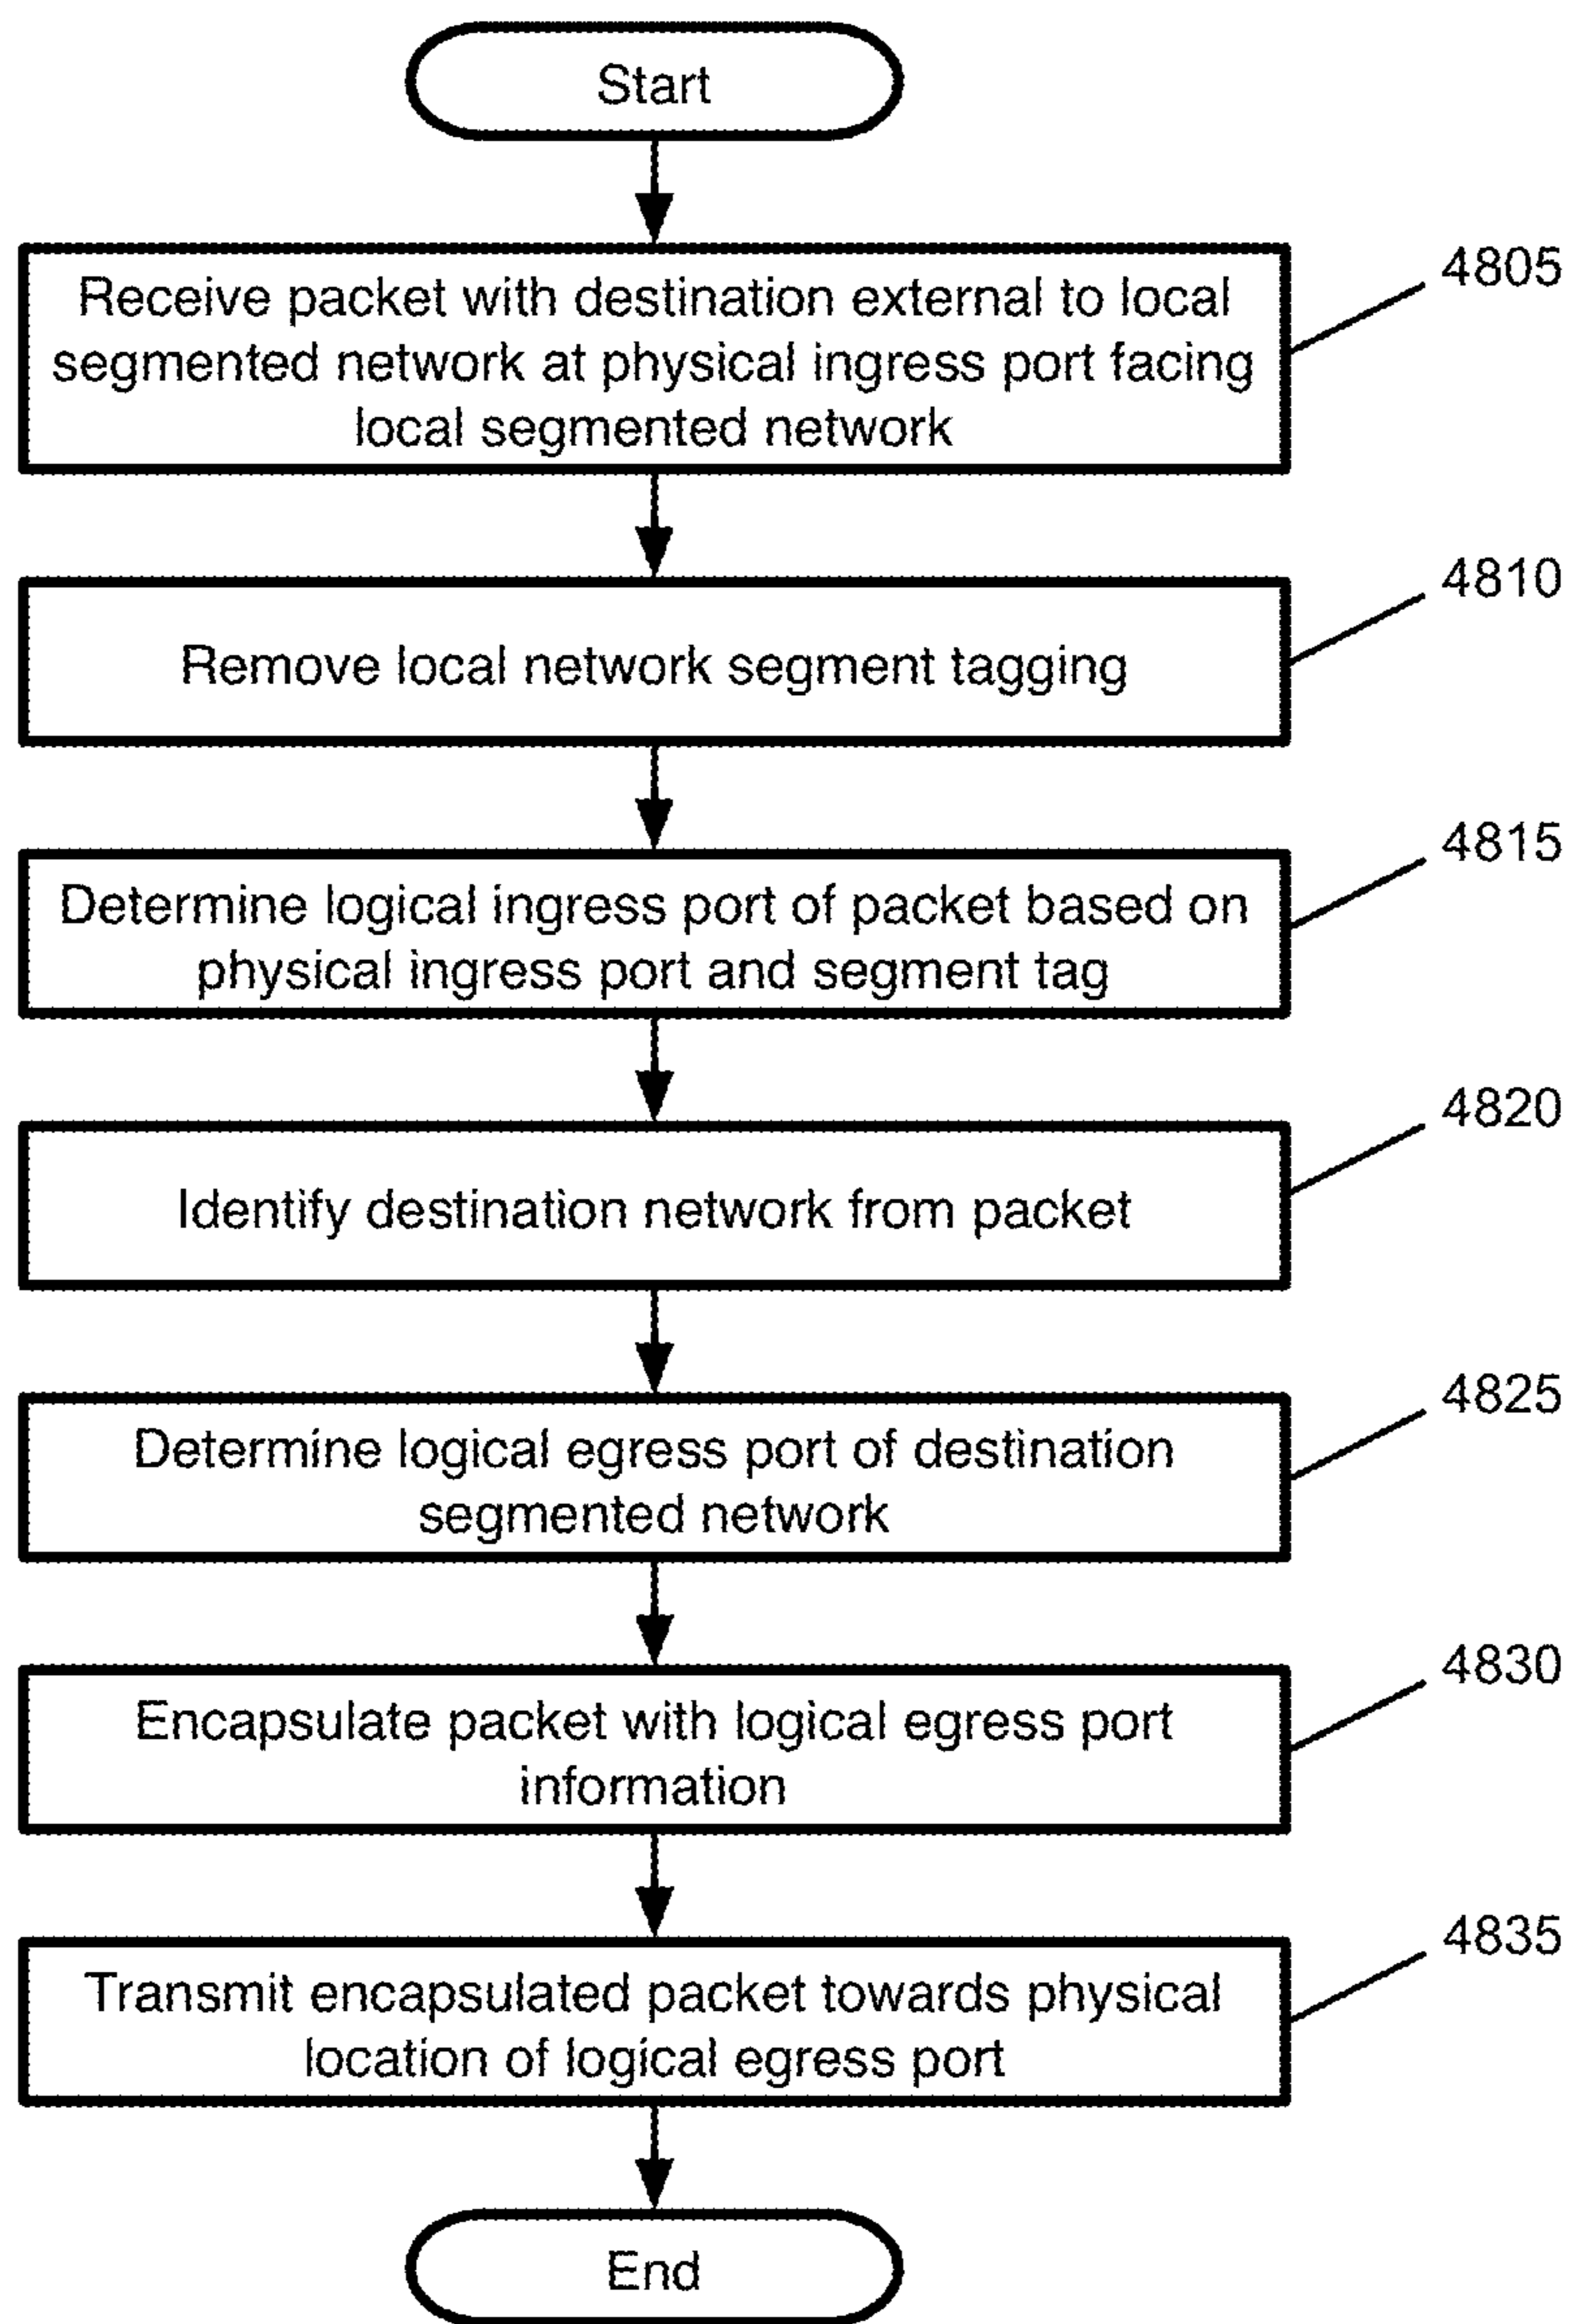 Start
Receive packet with destination external to local
segmented network at physical ingress port facing
local segmented network
4805
Remove local network segment tagging
4810
Determine logical ingress port of packet based on
physical ingress port and segment tag
4815
Identify destination network from packet
4820
Determine logical egress port of destination
segmented network
4825
Encapsulate packet with logical egress port
information
4830
Transmit encapsulated packet towards physical
location of logical egress port
4835
End